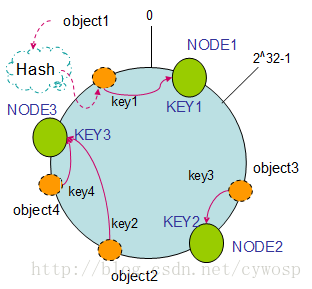 object1
0
NODE1
2^32-1
Hash
key1
KEY1
NODE3
KEY3
object3
key3
key4
object4
key2
KEY2
NODE2
object2
http://blog.csdn.net/cywosp